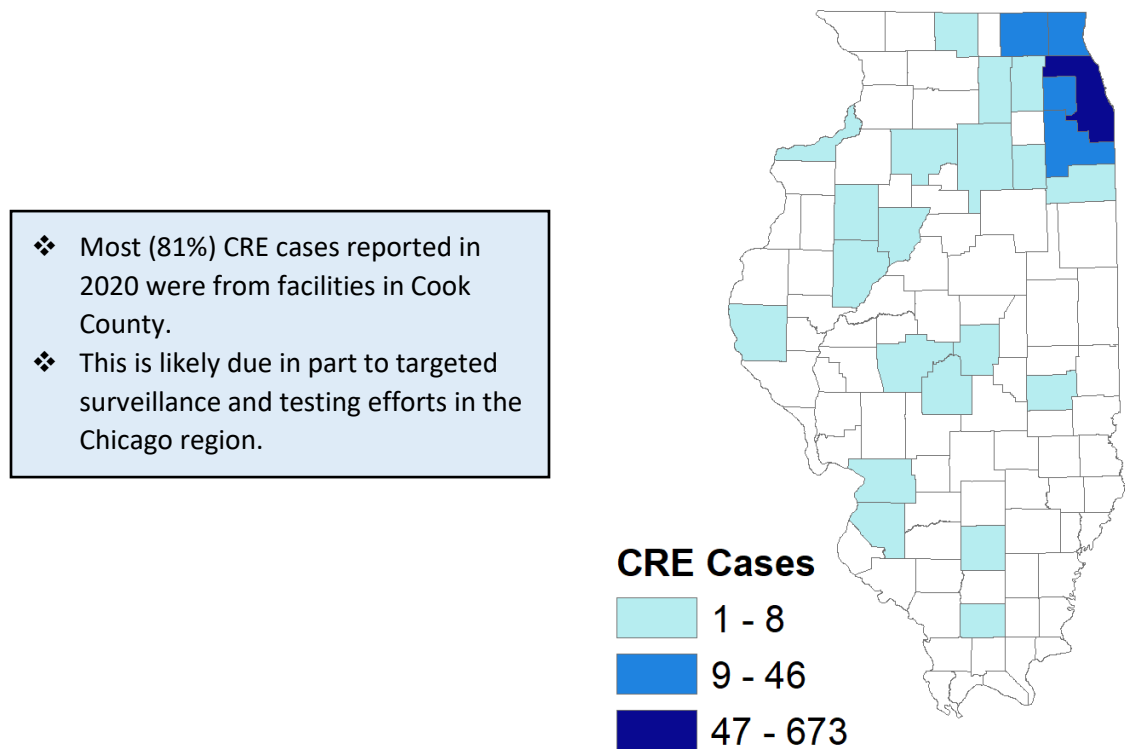 ❖ Most (81%) CRE cases reported in
2020 were from facilities in Cook
County.
❖ This is likely due in part to targeted
surveillance and testing efforts in the
Chicago region.
CRE Cases
1 - 8
9 - 46
47 - 673